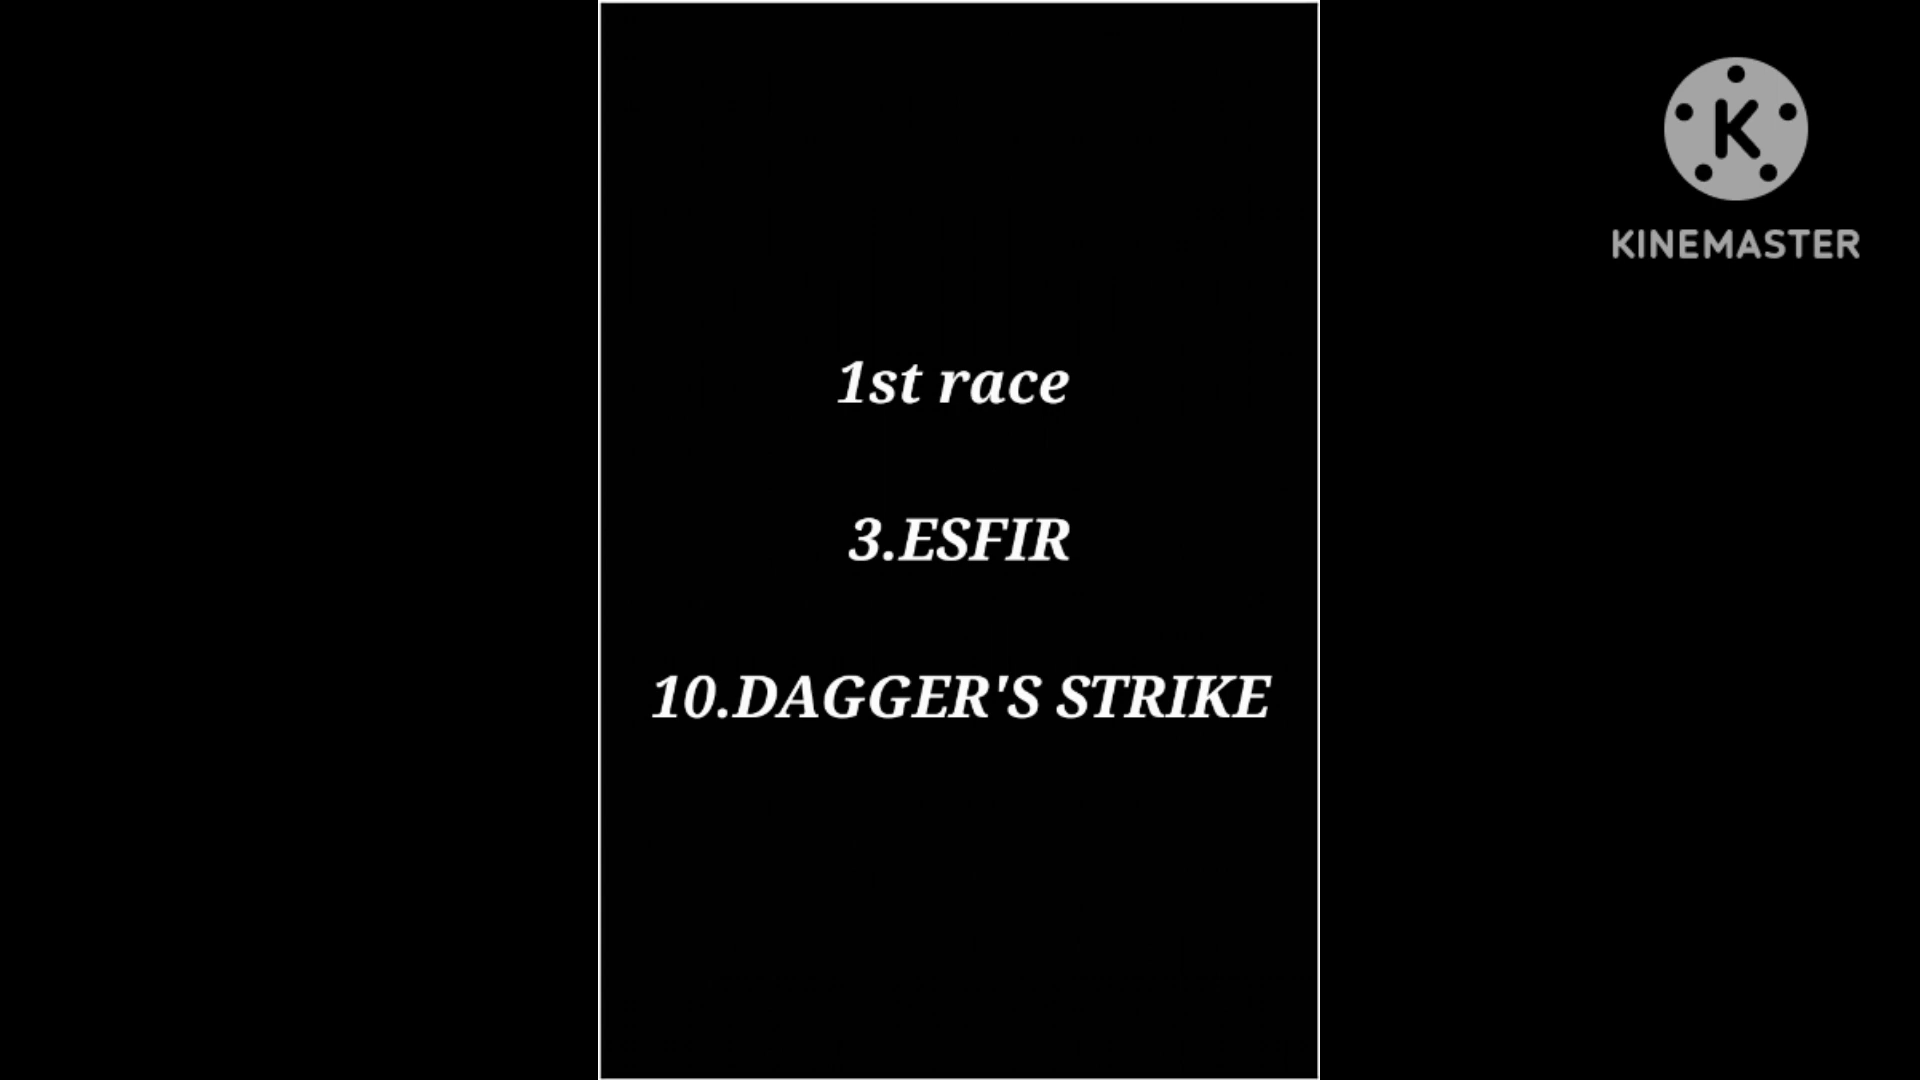 1st race
3.ESFIR
10.DAGGER'S STRIKE
K
KINEMASTER